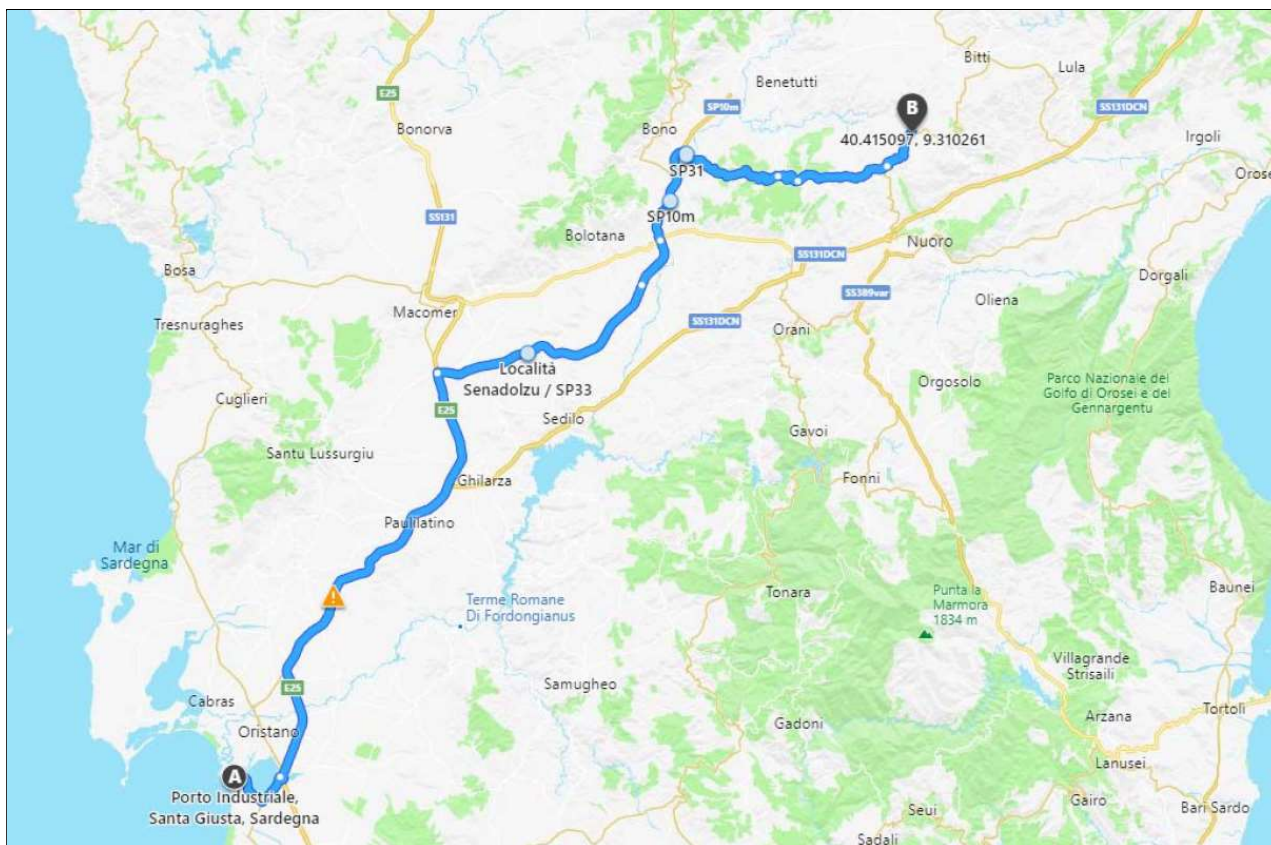 Bitti
Lula
Benetutti
E25
SP10m
SS131DCN
Bonorva
Bono
B
40.415097, 9.310261
Irgoli
SP31
Orosei
SS131
SP10m
Bolotana
Nuoro
SS131DCN
Bosa
Dorgali
SS389var
Oliena
Macomer
SS131DCN
Tresnuraghes
Orani
Località
Senadolzu / SP33
Orgosolo
Parco Nazionale del
Golfo di Orosei e del
Gennargentu
Cuglieri
E25
Sedilo
Gavoi
Santu Lussurgiu
Ghilarza
Fonni
Paulilatino
Mar di
Sardegna
Baunei
Tonara
Punta la
Marmora
1834 m
Terme Romane
Di Fordongianus
Villagrande
Strisaili
E25
Samugheo
Cabras
Tortolì
Arzana
Oristano
Gadoni
Lanusei
A
Porto Industriale,
Santa Giusta, Sardegna
Gairo
Bari Sardo
Seui
Sadali